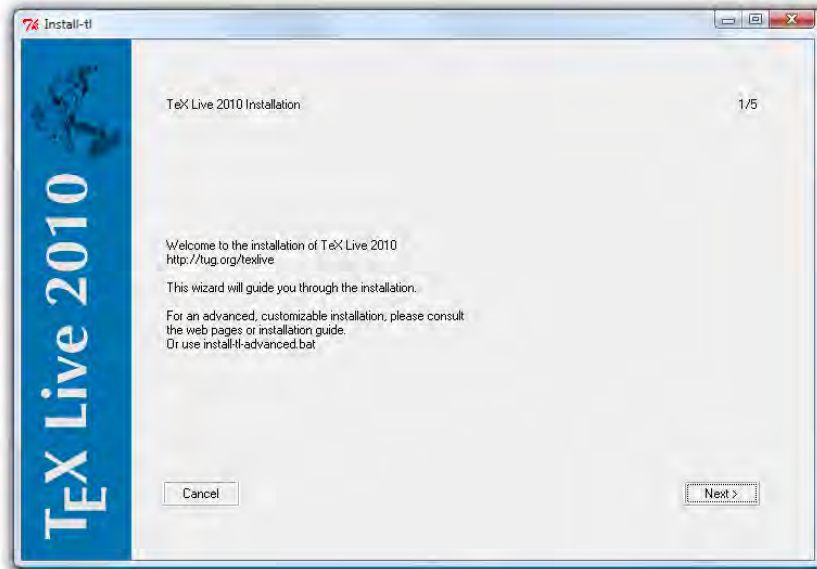 Install-tl
TeX Live 2010
TeX Live 2010 Installation
1/5
Welcome to the installation of TeX Live 2010
http://tug.org/texlive
This wizard will guide you through the installation.
For an advanced, customizable installation, please consult
the web pages or installation guide.
Or use install-tl-advanced.bat
Cancel
Next >